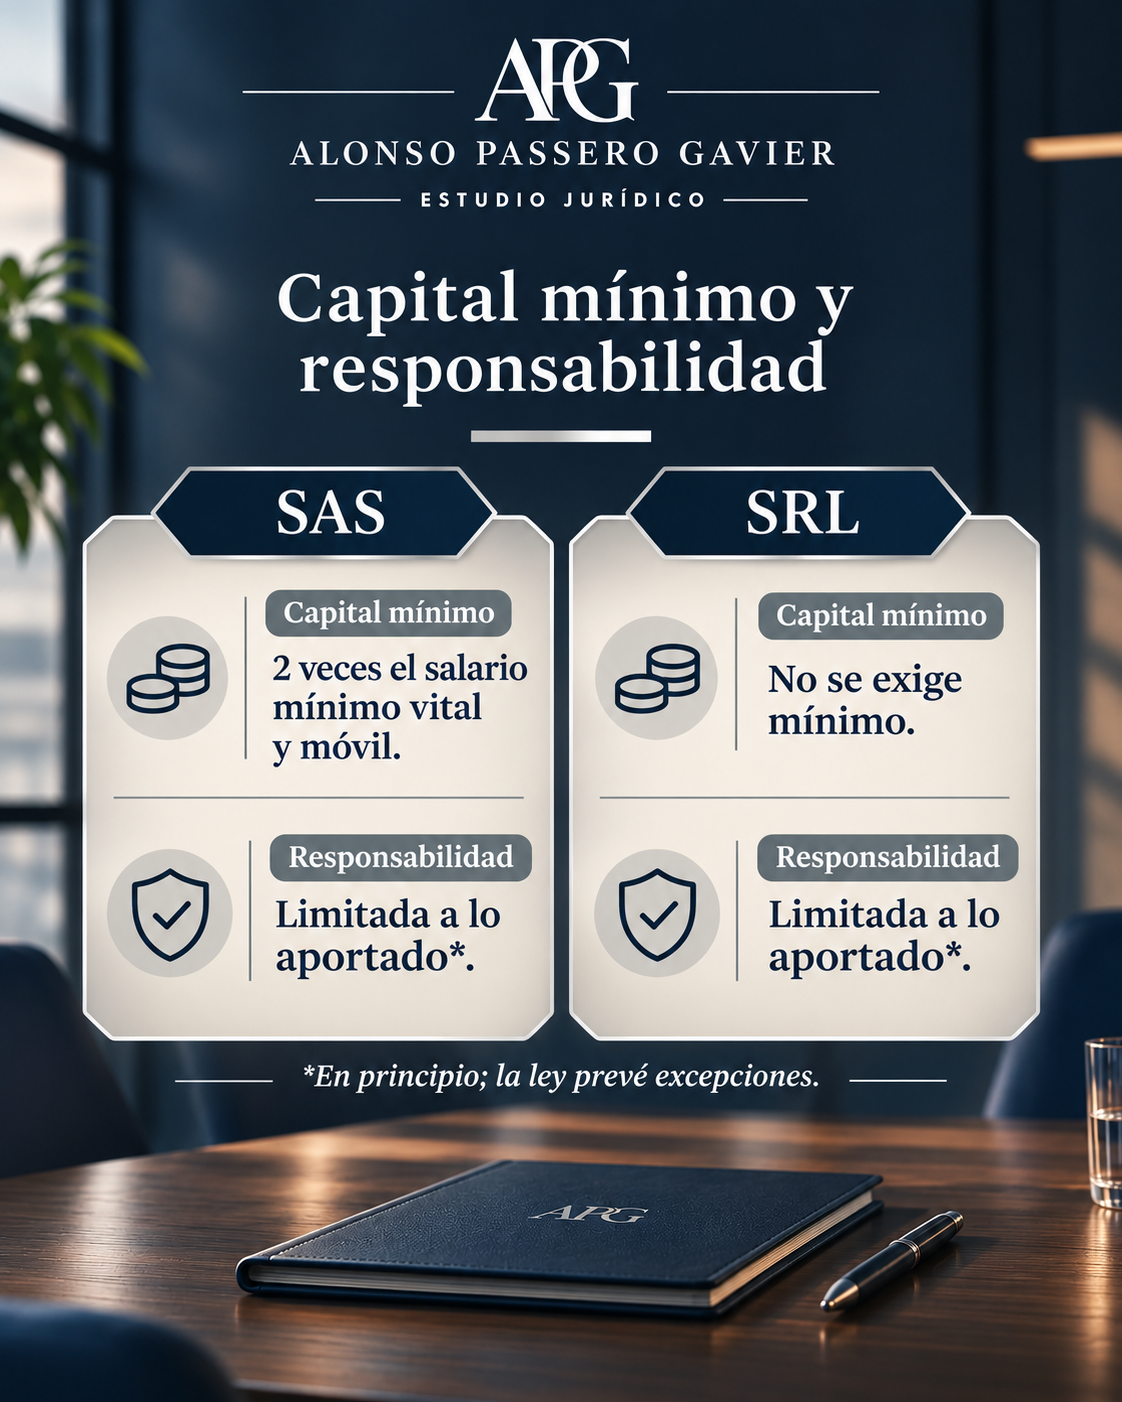 APG
ALONSO PASSERO GAVIER
ESTUDIO JURÍDICO
Capital mínimo y
responsabilidad
SAS
Capital mínimo
2 veces el salario
mínimo vital
y móvil.
Responsabilidad
Limitada a lo
aportado*.
SRL
Capital mínimo
No se exige
mínimo.
Responsabilidad
Limitada a lo
aportado*.
*En principio; la ley prevé excepciones.
APG